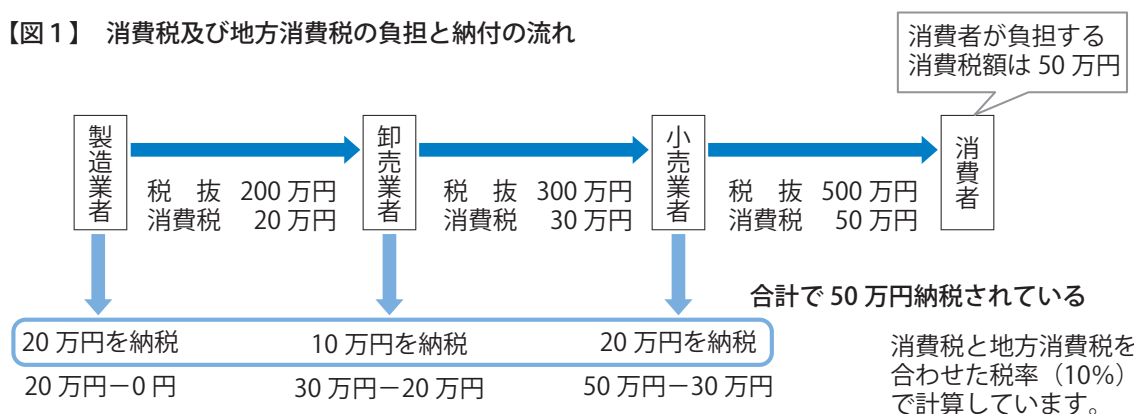 【図1】 消費税及び地方消費税の負担と納付の流れ
消費者が負担する
消費税額は 50 万円
製造業者
卸売業者
小売業者
消費者
税 抜 200 万円
消費税 20 万円
税 抜 300 万円
消費税 30 万円
税 抜 500 万円
消費税 50 万円
合計で 50 万円納税されている
20 万円を納税
10 万円を納税
20 万円を納税
20 万円－0 円
30 万円－20 万円
50 万円－30 万円
消費税と地方消費税を
合わせた税率（10%）
で計算しています。